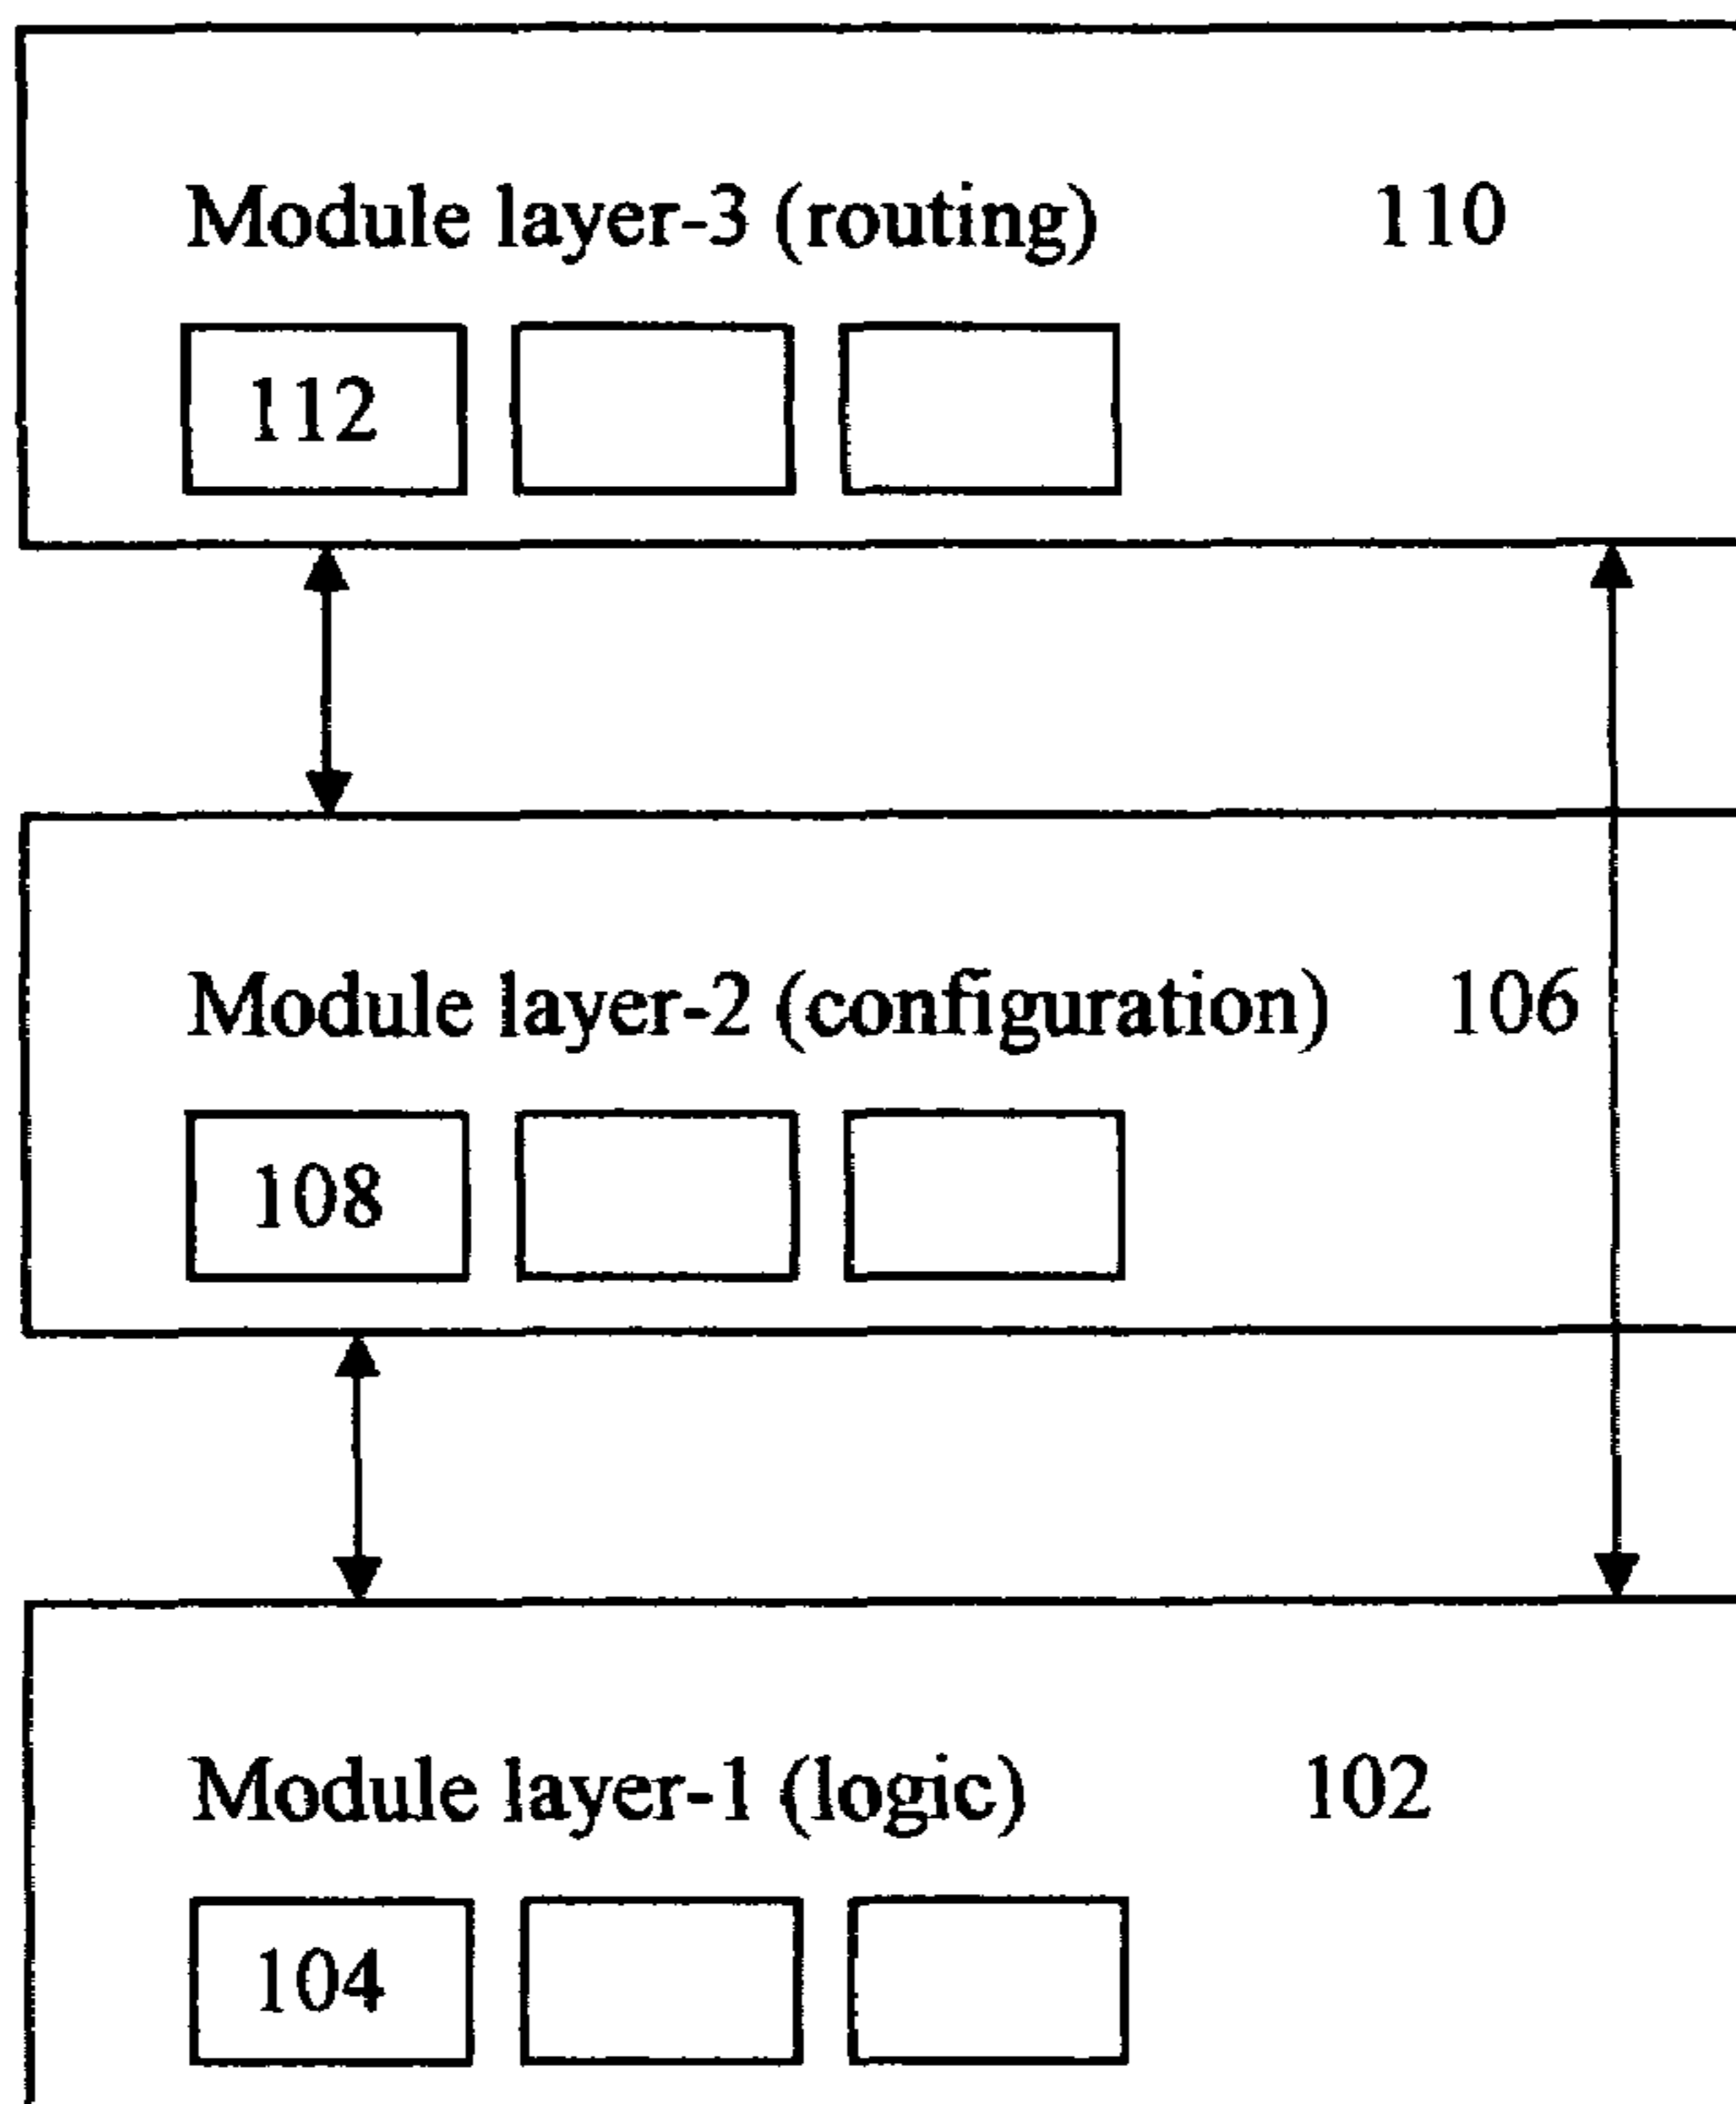 Module layer-3 (routing) 110
112
Module layer-2 (configuration) 106
108
Module layer-1 (logic) 102
104